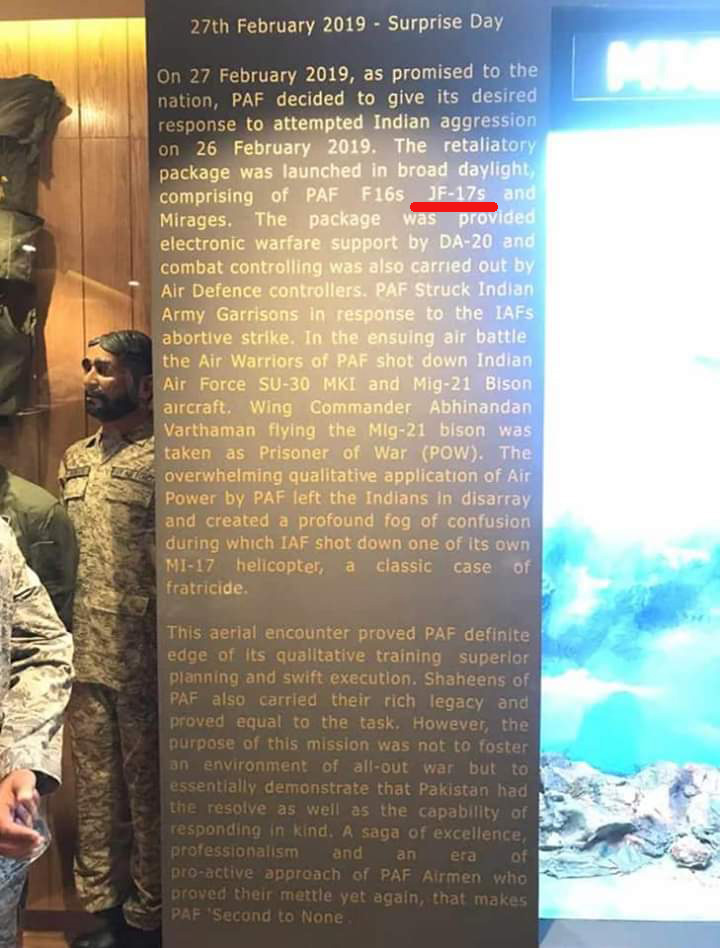 27th February 2019 - Surprise Day
On 27 February 2019, as promised to the
nation, PAF decided to give its desired
response to attempted Indian aggression
on 26 February 2019. The retaliatory
package was launched in broad daylight,
comprising of PAF F16s JF-17s and
Mirages. The package was provided
electronic warfare support by DA-20 and
combat controlling was also carried out by
Air Defence controllers. PAF Struck Indian
Army Garrisons in response to the IAFs
abortive strike. In the ensuing air battle
the Air Warriors of PAF shot down Indian
Air Force SU-30 MKI and Mig-21 Bison
aircraft. Wing Commander Abhinandan
Varthaman flying the Mig-21 bison was
taken as Prisoner of War (POW). The
overwhelming qualitative application of Air
Power by PAF left the Indians in disarray
and created a profound fog of confusion
during which IAF shot down one of its own
MI-17 helicopter, a classic case of
fratricide.
This aerial encounter proved PAF definite
edge of its qualitative training superior
planning and swift execution. Shaheens of
PAF also carried their rich legacy and
proved equal to the task. However, the
purpose of this mission was not to foster
an environment of all-out war but to
essentially demonstrate that Pakistan had
the resolve as well as the capability of
responding in kind. A saga of excellence,
professionalism and an era of
pro-active approach of PAF Airmen who
proved their mettle yet again, that makes
PAF 'Second to None'.